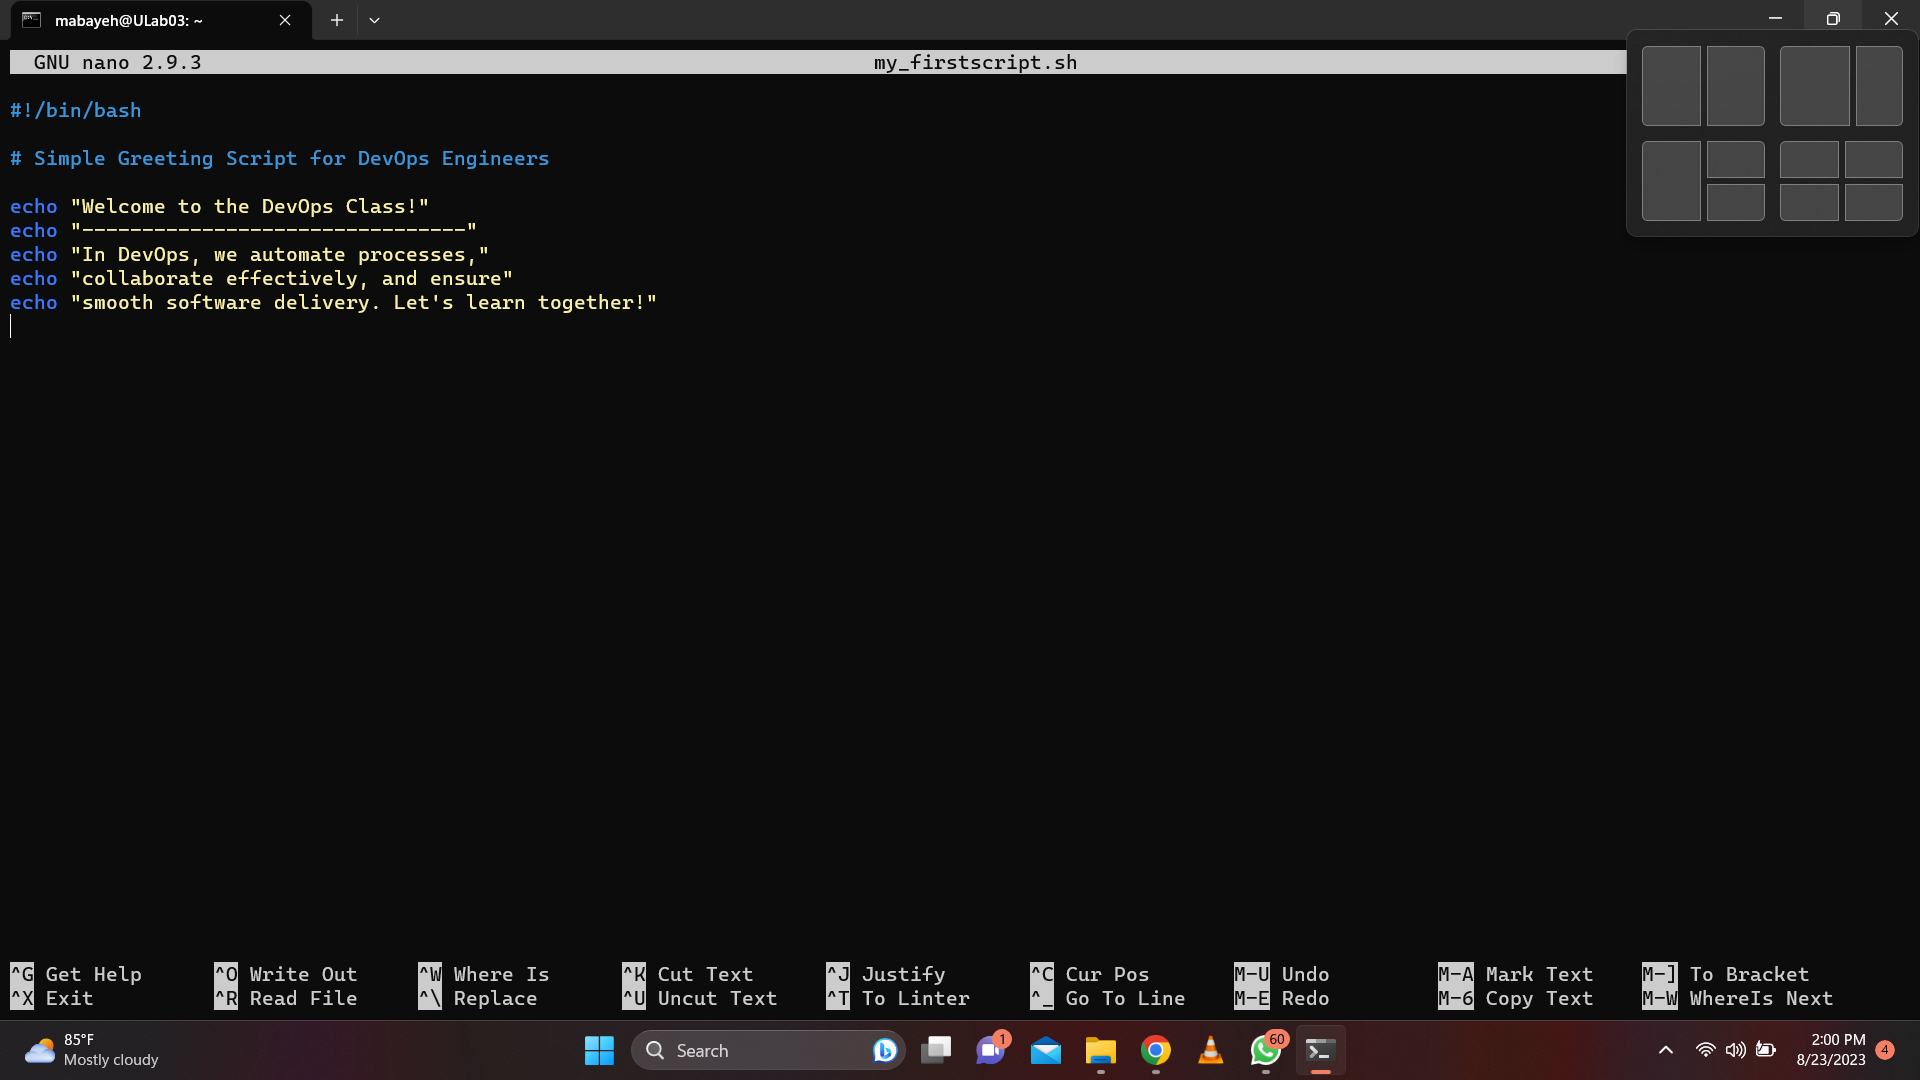 mabayeh@ULab03: ~
GNU nano 2.9.3 my_firstscript.sh
#!/bin/bash
# Simple Greeting Script for DevOps Engineers
echo "Welcome to the DevOps Class!"
echo "--------------------------------"
echo "In DevOps, we automate processes,"
echo "collaborate effectively, and ensure"
echo "smooth software delivery. Let's learn together!"
^G Get Help ^O Write Out ^W Where Is ^K Cut Text ^J Justify ^C Cur Pos M-U Undo M-A Mark Text M-] To Bracket
^X Exit ^R Read File ^\ Replace ^U Uncut Text ^T To Linter ^_ Go To Line M-E Redo M-6 Copy Text M-W WhereIs Next
85°F
Mostly cloudy
Search
1
60
2:00 PM
8/23/2023
4